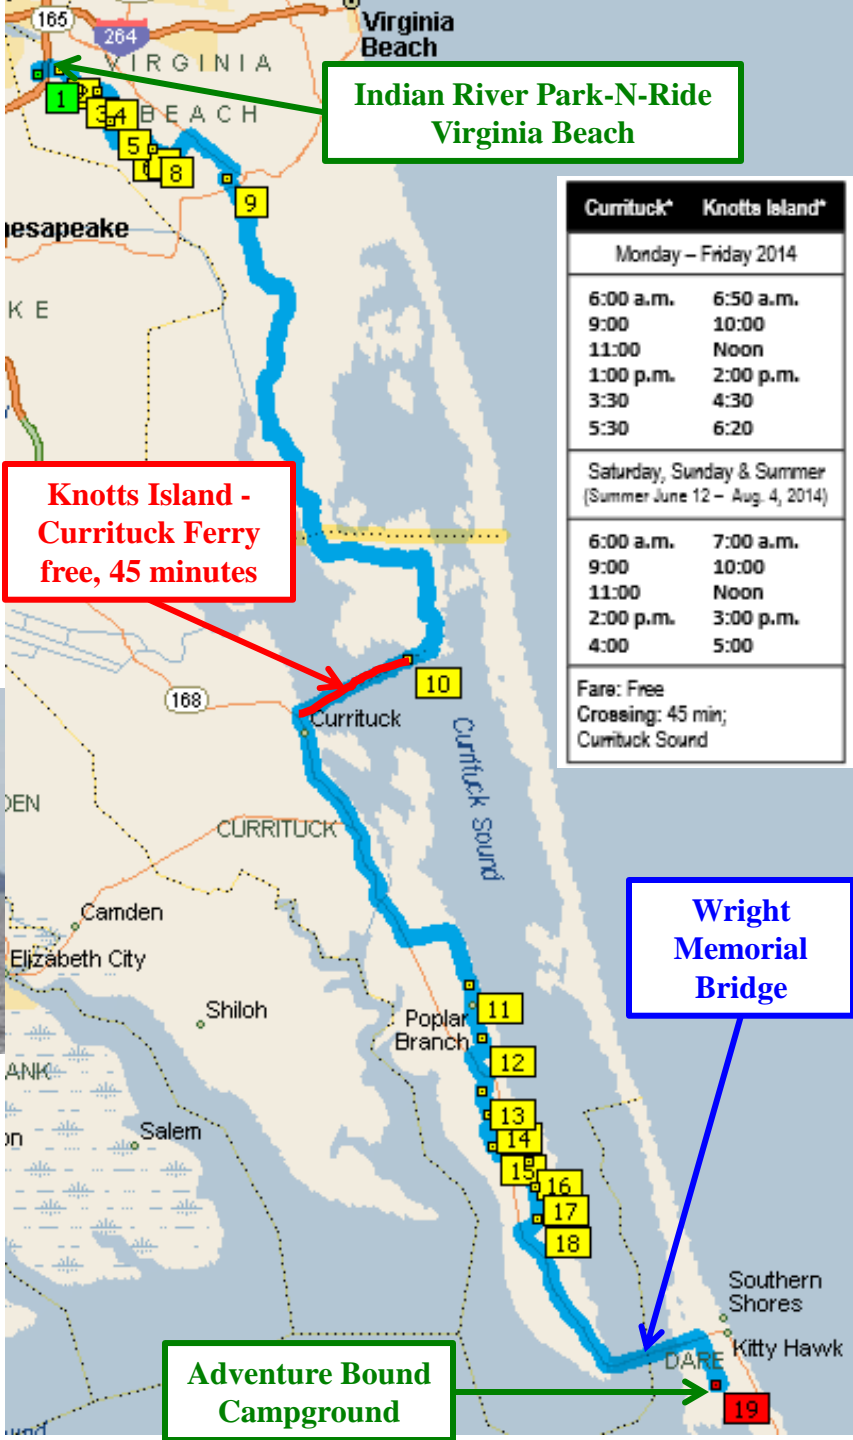 165
264
Virginia
Beach
VIRGINIA
BEACH
Indian River Park-N-Ride
Virginia Beach
1
3
4
5
8
9
esapeake
KE
Currituck* Knotts Island*
Monday – Friday 2014
6:00 a.m. 6:50 a.m.
9:00 10:00
11:00 Noon
1:00 p.m. 2:00 p.m.
3:30 4:30
5:30 6:20
Saturday, Sunday & Summer
(Summer June 12 – Aug. 4, 2014)
6:00 a.m. 7:00 a.m.
9:00 10:00
11:00 Noon
2:00 p.m. 3:00 p.m.
4:00 5:00
Fare: Free
Crossing: 45 min;
Currituck Sound
Knotts Island -
Currituck Ferry
free, 45 minutes
10
168
Currituck
Currituck Sound
DEN
CURRITUCK
Camden
Elizabeth City
Shiloh
Wright
Memorial
Bridge
11
Poplar
Branch
12
ANK
13
14
15
16
17
18
on
Salem
Southern
Shores
Kitty Hawk
DARE
Adventure Bound
Campground
19